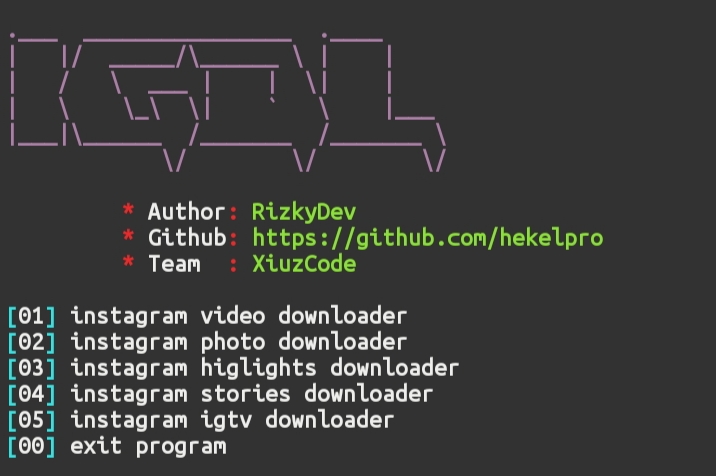 IGDL
* Author: RizkyDev
* Github: https://github.com/hekelpro
* Team : XiuzCode
[01] instagram video downloader
[02] instagram photo downloader
[03] instagram higlights downloader
[04] instagram stories downloader
[05] instagram igtv downloader
[00] exit program